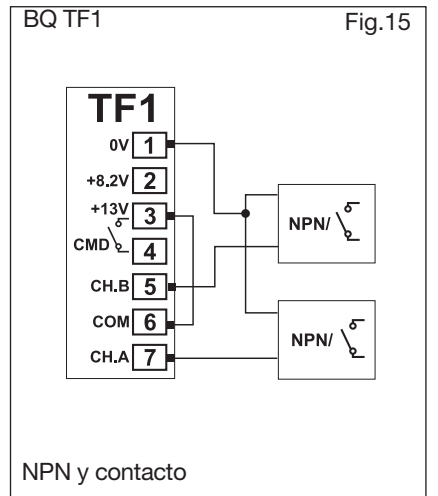 BQ TF1 Fig.15
TF1
0V 1
+8.2V 2
+13V 3
CMD 4
CH.B 5
COM 6
CH.A 7
NPN/
NPN/
NPN y contacto